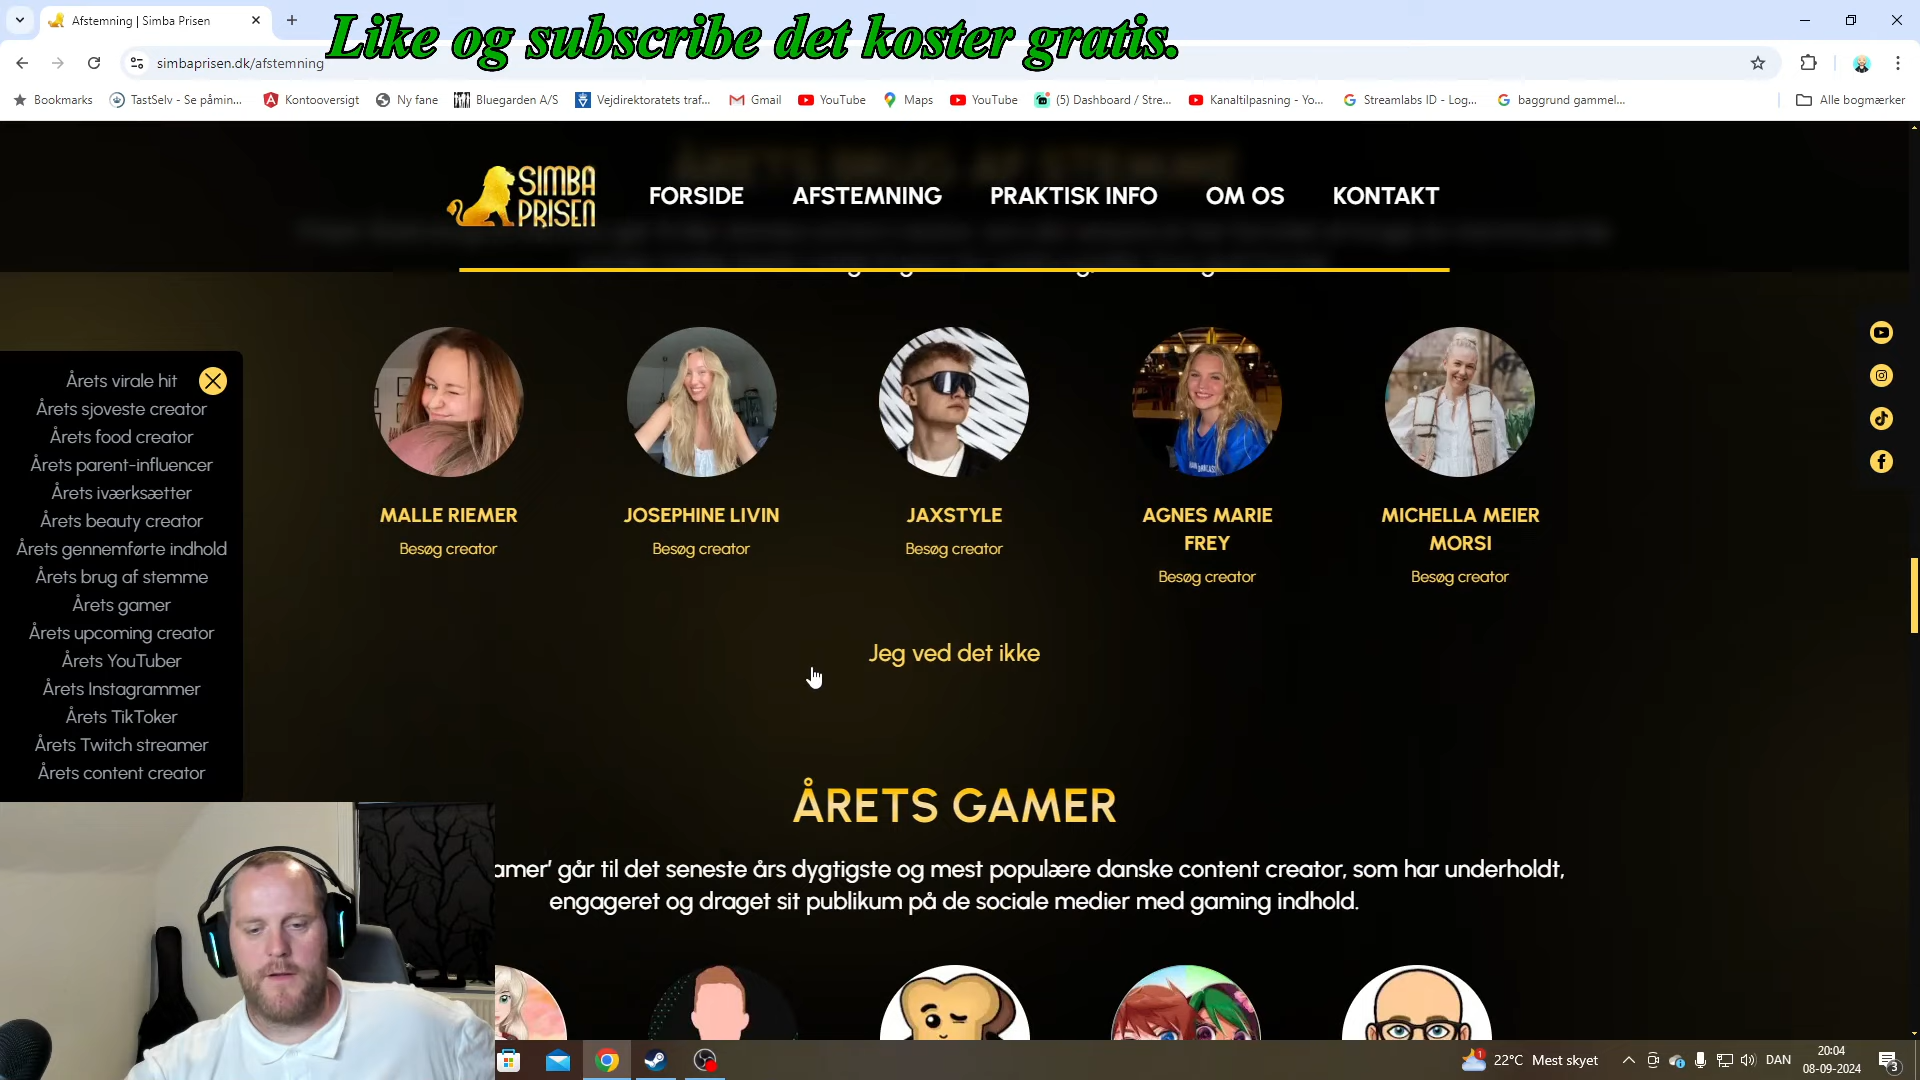 Afstemning | Simba Prisen
Like og subscribe det koster gratis.
simbaprisen.dk/afstemning
Bookmarks
TastSelv - Se påmin...
Kontooversigt
Ny fane
Bluegarden A/S
Vejdirektoratets traf...
Gmail
YouTube
Maps
YouTube
(5) Dashboard / Stre...
Kanaltilpasning - Yo...
Streamlabs ID - Log...
baggrund gammel...
Alle bogmærker
ÅRETS BRUG AF STEMME
SIMBA PRISEN
FORSIDE
AFSTEMNING
PRAKTISK INFO
OM OS
KONTAKT
Årets virale hit
Årets sjoveste creator
Årets food creator
Årets parent-influencer
Årets iværksætter
Årets beauty creator
Årets gennemførte indhold
Årets brug af stemme
Årets gamer
Årets upcoming creator
Årets YouTuber
Årets Instagrammer
Årets TikToker
Årets Twitch streamer
Årets content creator
MALLE RIEMER
Besøg creator
JOSEPHINE LIVIN
Besøg creator
JAXSTYLE
Besøg creator
AGNES MARIE
FREY
Besøg creator
MICHELLA MEIER
MORSI
Besøg creator
Jeg ved det ikke
ÅRETS GAMER
amer’ går til det seneste års dygtigste og mest populære danske content creator, som har underholdt,
engageret og draget sit publikum på de sociale medier med gaming indhold.
22°C Mest skyet
DAN
20:04
08-09-2024
3